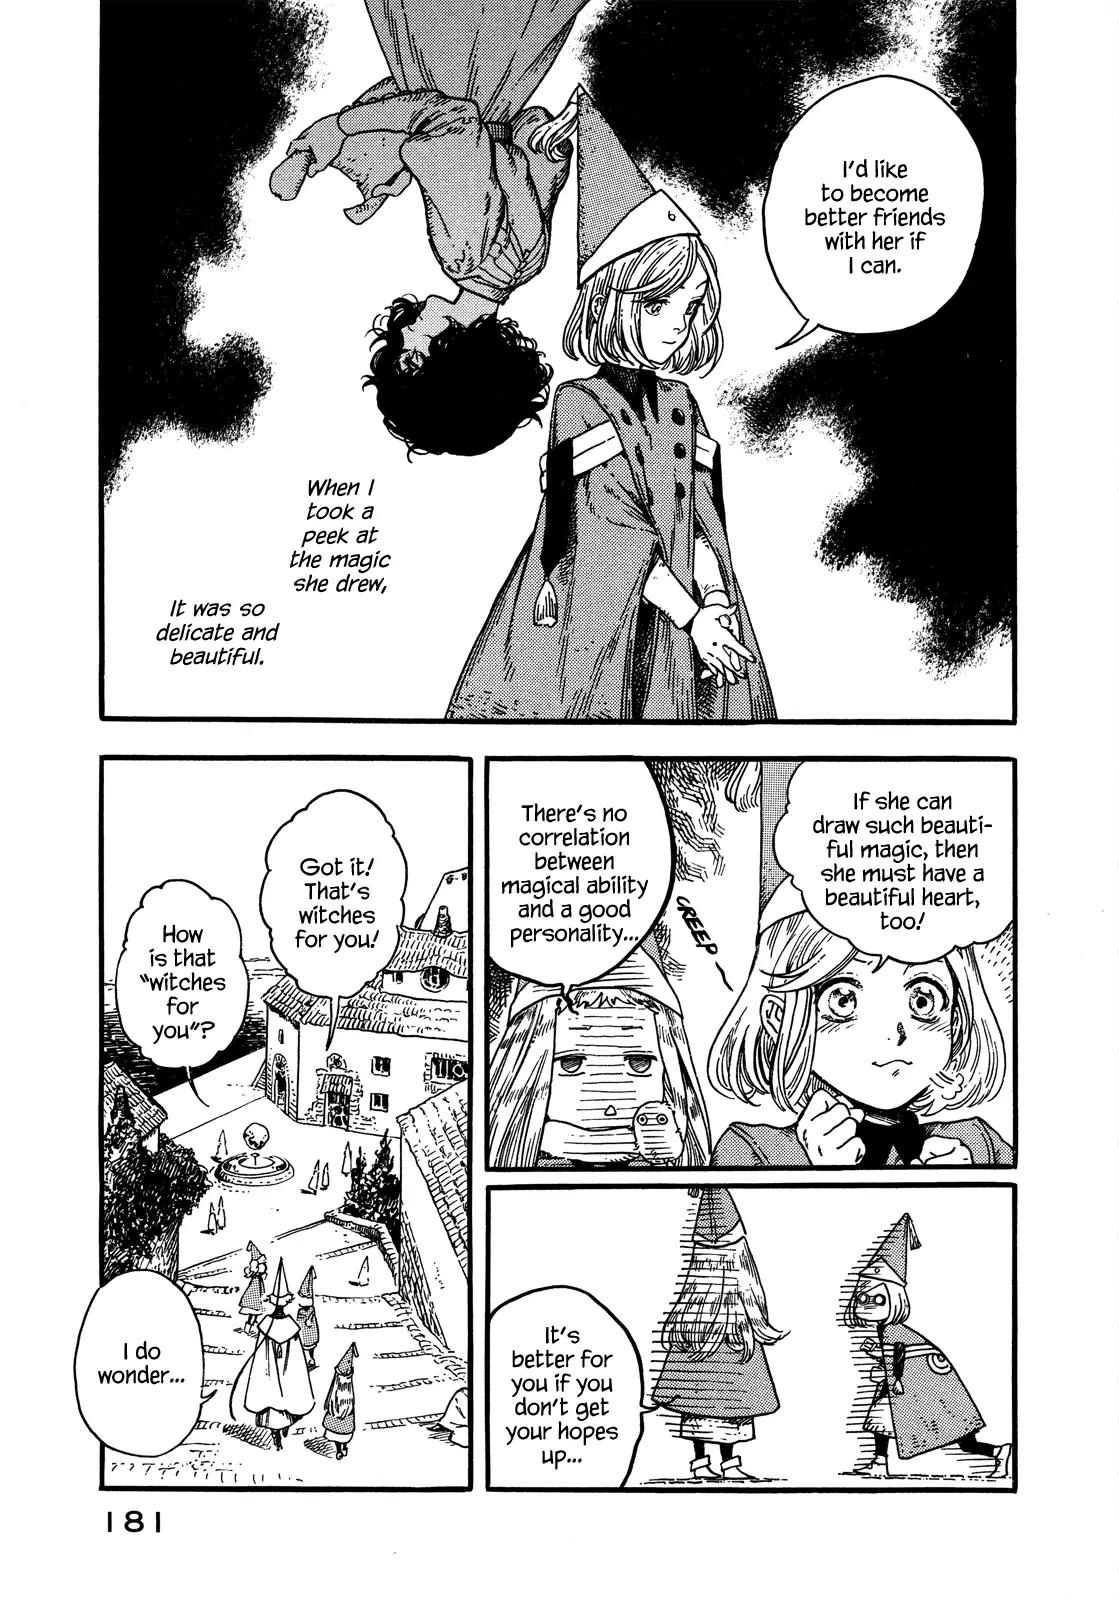 I'd like
to become
better friends
with her if
I can.
When I
took a
peek at
the magic
she drew,
It was so
delicate and
beautiful.
If she can
draw such beauti-
ful magic, then
she must have a
beautiful heart,
too!
CREEP
There's no
correlation
between
magical ability
and a good
personality...
It's
better for
you if you
don't get
your hopes
up...
Got it!
That's
witches
for you!
How
is that
"witches
for
you"?
I do
wonder...
181